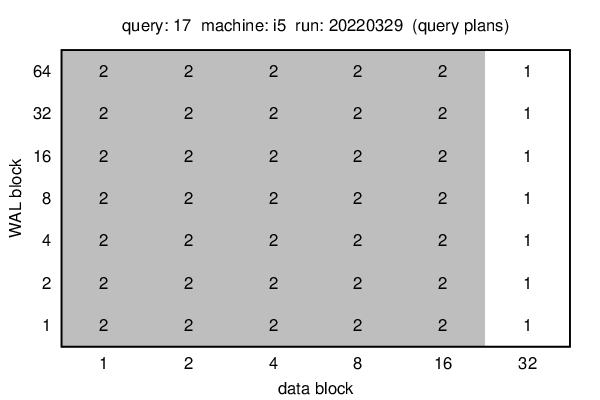 query: 17 machine: i5 run: 20220329 (query plans)
64 2 2 2 2 2 1
32 2 2 2 2 2 1
16 2 2 2 2 2 1
8 2 2 2 2 2 1
4 2 2 2 2 2 1
2 2 2 2 2 2 1
1 2 2 2 2 2 1
WAL block
1 2 4 8 16 32
data block